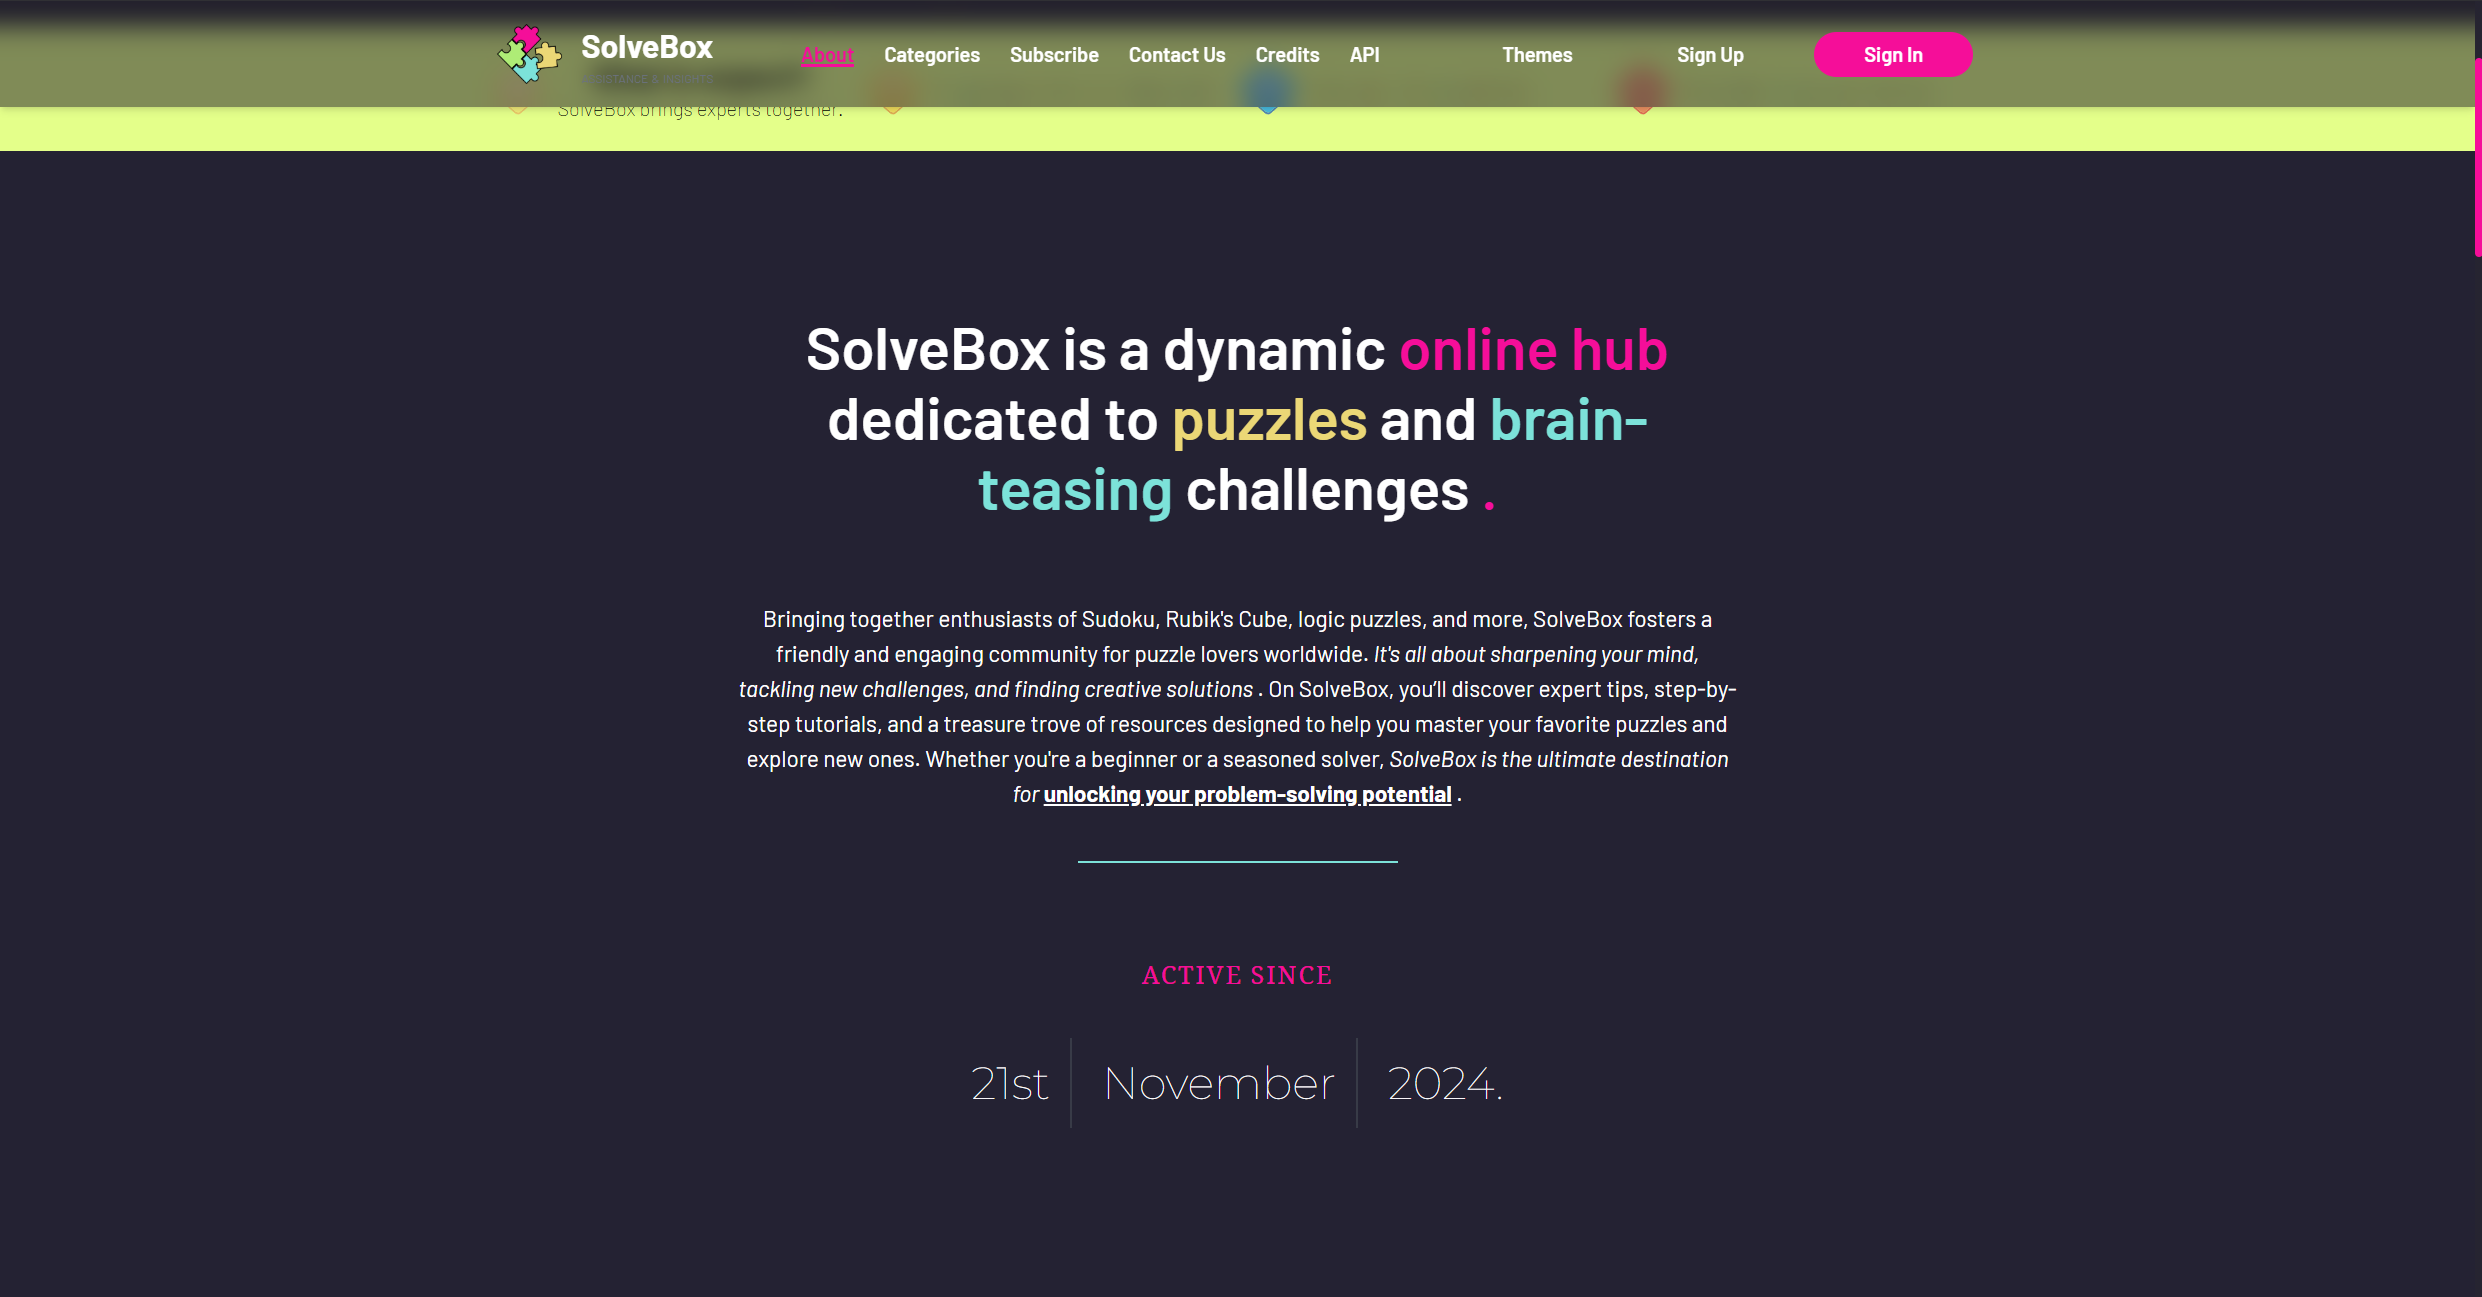 SolveBox
ASSISTANCE & INSIGHTS
About Categories Subscribe Contact Us Credits API Themes Sign Up Sign In
SolveBox brings experts together.
SolveBox is a dynamic online hub
dedicated to puzzles and brain-
teasing challenges .
Bringing together enthusiasts of Sudoku, Rubik's Cube, logic puzzles, and more, SolveBox fosters a
friendly and engaging community for puzzle lovers worldwide. It's all about sharpening your mind,
tackling new challenges, and finding creative solutions . On SolveBox, you’ll discover expert tips, step-by-
step tutorials, and a treasure trove of resources designed to help you master your favorite puzzles and
explore new ones. Whether you're a beginner or a seasoned solver, SolveBox is the ultimate destination
for unlocking your problem-solving potential .
ACTIVE SINCE
21st November 2024.